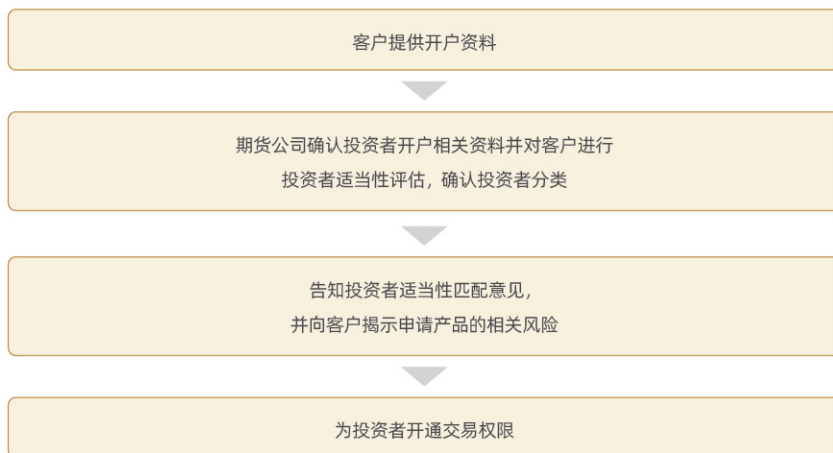 客户提供开户资料
期货公司确认投资者开户相关资料并对客户进行
投资者适当性评估，确认投资者分类
告知投资者适当性匹配意见，
并向客户揭示申请产品的相关风险
为投资者开通交易权限